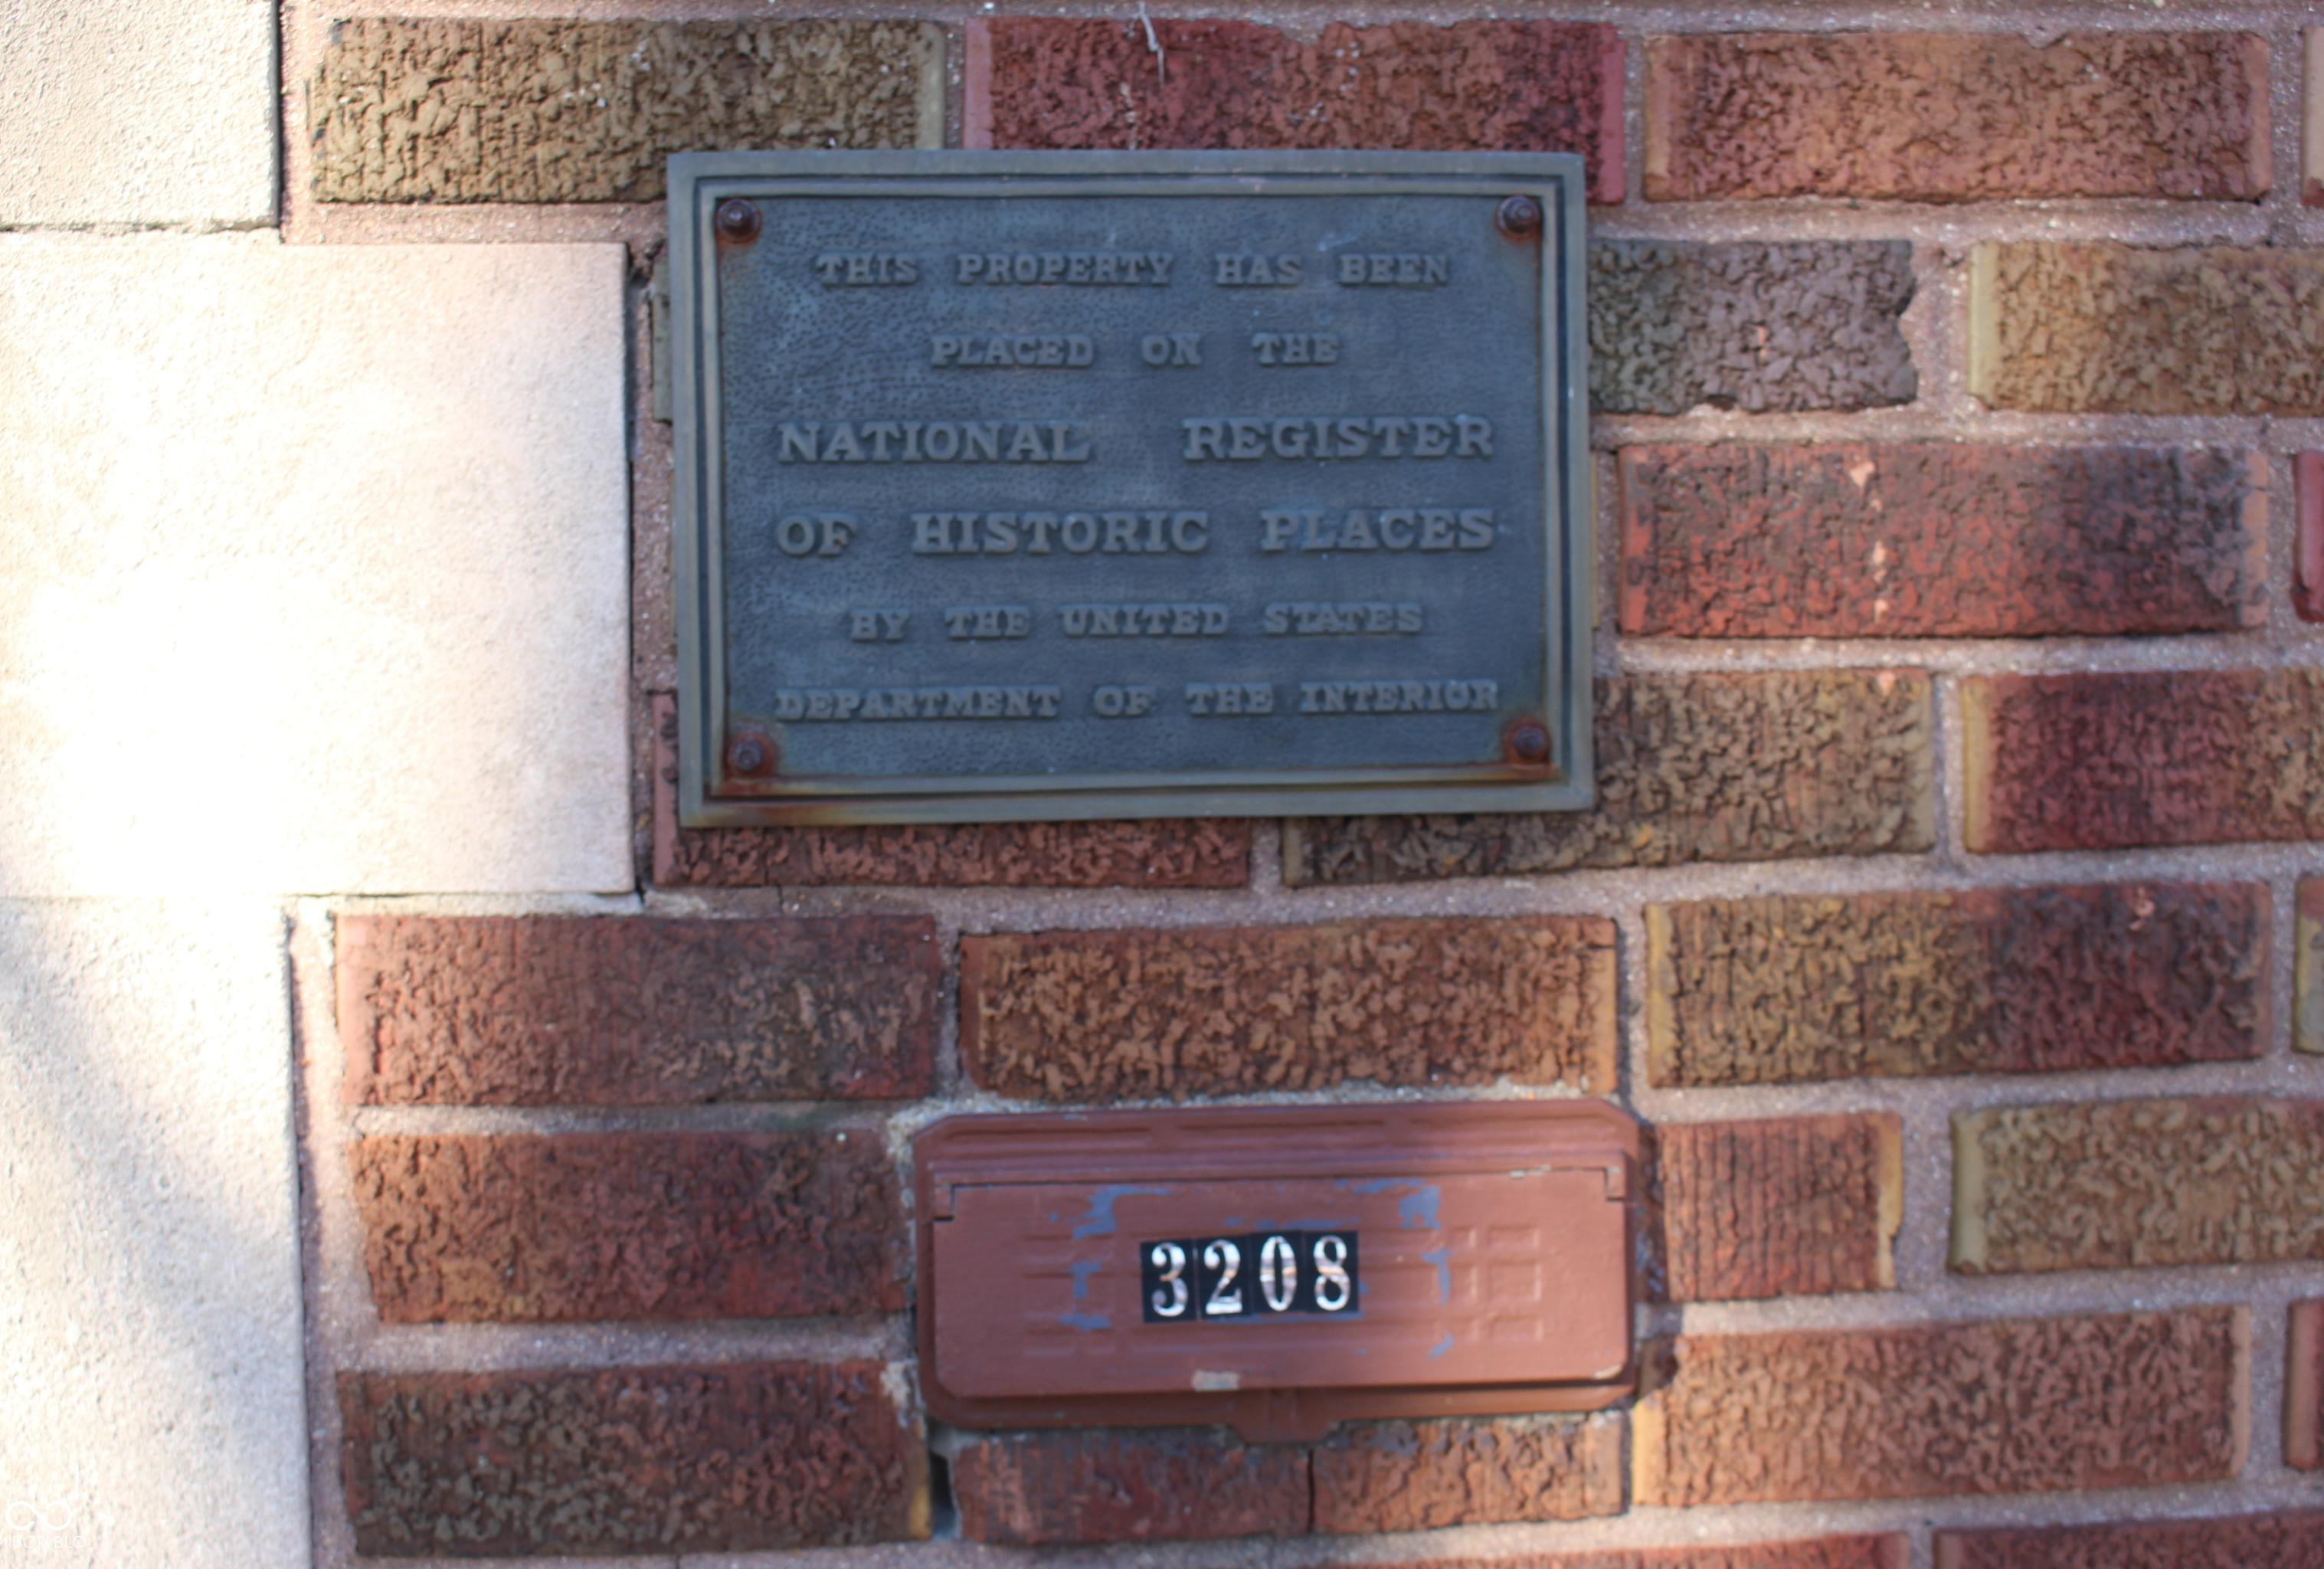 THIS PROPERTY HAS BEEN
PLACED ON THE
NATIONAL REGISTER
OF HISTORIC PLACES
BY THE UNITED STATES
DEPARTMENT OF THE INTERIOR
3208